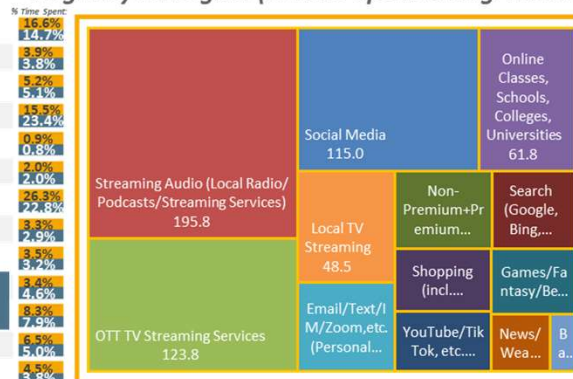 % Time Spent:
16.6%
14.7%
3.9%
3.8%
5.2%
5.1%
15.5%
23.4%
0.9%
0.8%
2.0%
2.0%
26.3%
22.8%
3.3%
2.9%
3.5%
3.2%
3.4%
4.6%
8.3%
7.9%
6.5%
5.0%
4.5%
3.8%
Streaming Audio (Local Radio/
Podcasts/Streaming Services)
195.8
OTT TV Streaming Services
123.8
Social Media
115.0
Online
Classes,
Schools,
Colleges,
Universities
61.8
Local TV
Streaming
48.5
Email/Text/I
M/Zoom,etc.
(Personal...
Non-
Premium+Pr
emium...
Search
(Google,
Bing,...
Shopping
(incl....
Games/Fa
ntasy/Be...
YouTube/Tik
Tok, etc....
News/
Wea...
B
a...